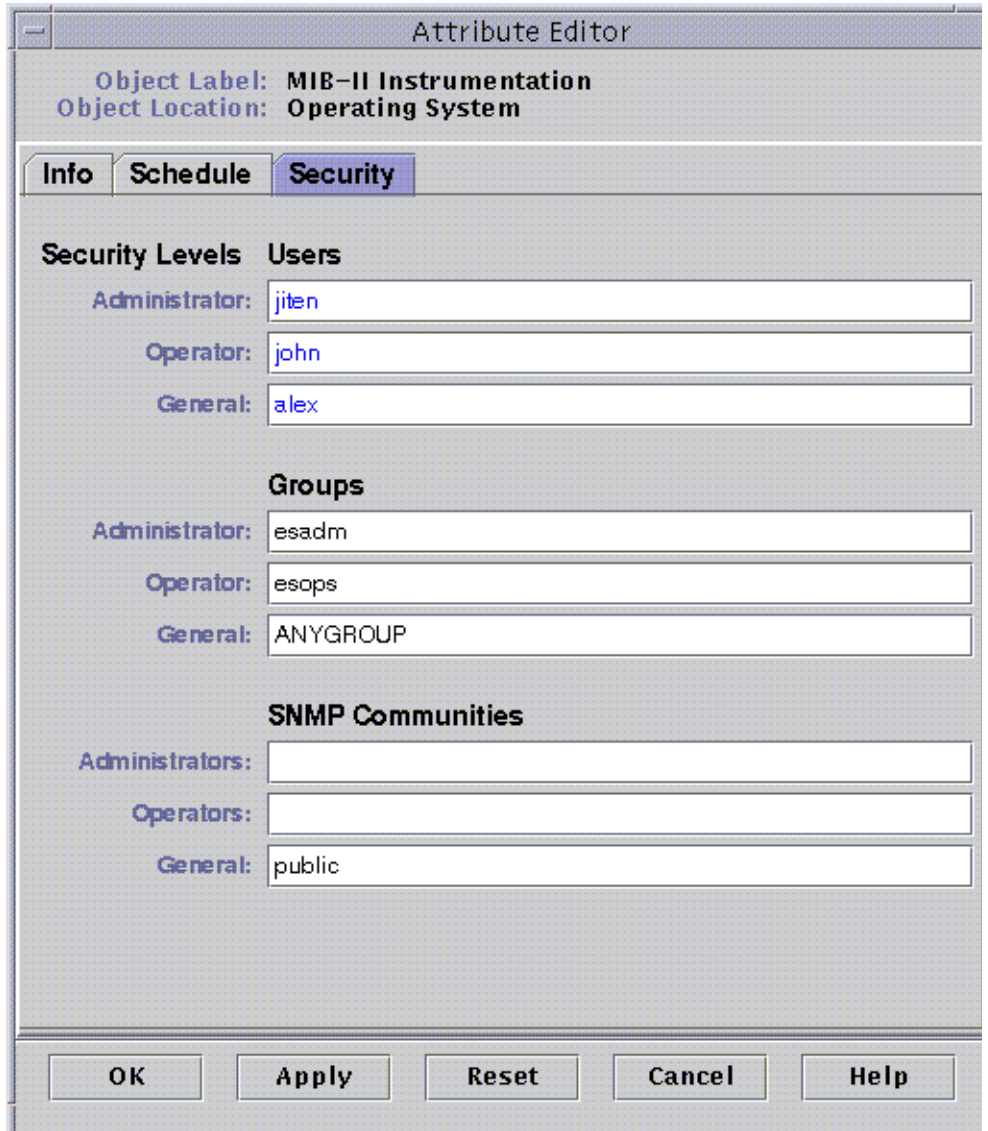 Attribute Editor
Object Label: MIB-II Instrumentation
Object Location: Operating System
Info Schedule Security
Security Levels Users
Administrator: jiten
Operator: john
General: alex
Groups
Administrator: esadm
Operator: esops
General: ANYGROUP
SNMP Communities
Administrators:
Operators:
General: public
OK Apply Reset Cancel Help